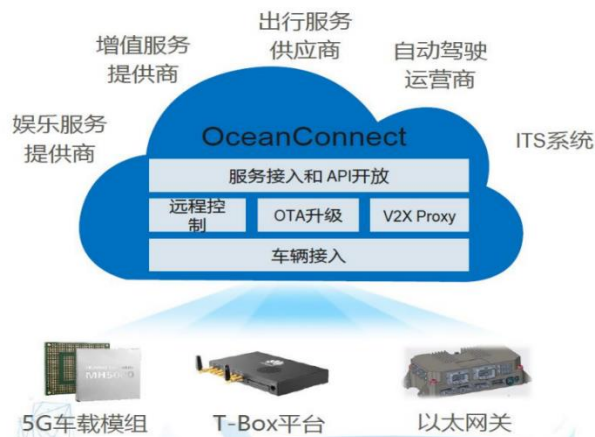 出行服务
供应商
增值服务
提供商
自动驾驶
运营商
娱乐服务
提供商
ITS系统
OceanConnect
服务接入和 API开放
远程控
制
OTA升级
V2X Proxy
车辆接入
5G车载模组
T-Box平台
以太网关